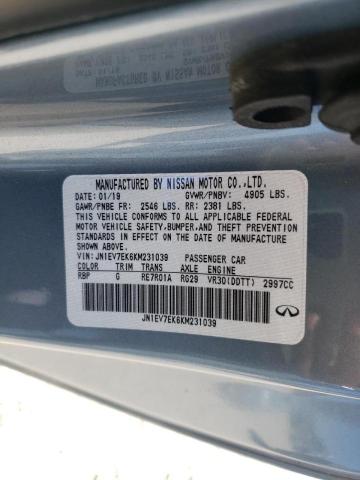 MANUFACTURED BY NISSAN MOTOR CO.,LTD.
DATE: 01/19 GVWR/PNBV: 4905 LBS.
GAWR/PNBE FR: 2546 LBS. RR: 2381 LBS.
THIS VEHICLE CONFORMS TO ALL APPLICABLE FEDERAL
MOTOR VEHICLE SAFETY,BUMPER,AND THEFT PREVENTION
STANDARDS IN EFFECT ON THE DATE OF MANUFACTURE
SHOWN ABOVE.
VIN: JN1EV7EK6KM231039 PASSENGER CAR
COLOR TRIM TRANS AXLE ENGINE
RBP G RE7R01A RG29 VR30(DDTT) 2997CC
JN1EV7EK6KM231039